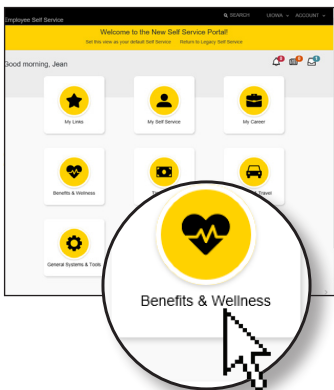 Employee Self Service
SEARCH UIOWA ACCOUNT
Welcome to the New Self Service Portal!
Set this view as your default Self Service Return to Legacy Self Service
Good morning, Jean
My Links
My Self Service
My Career
Benefits & Wellness
Travel
General Systems & Tools
Benefits & Wellness